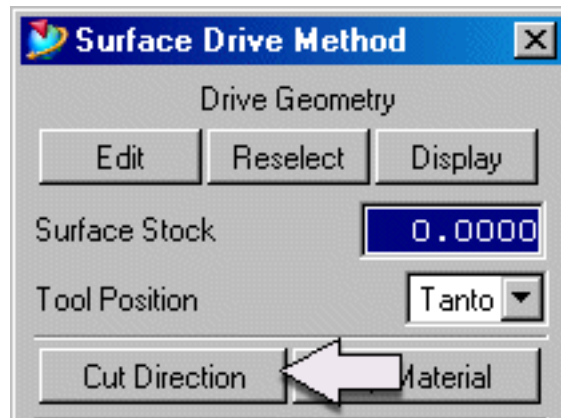 Surface Drive Method
Drive Geometry
Edit Reselect Display
Surface Stock 0.0000
Tool Position Tanto
Cut Direction Material